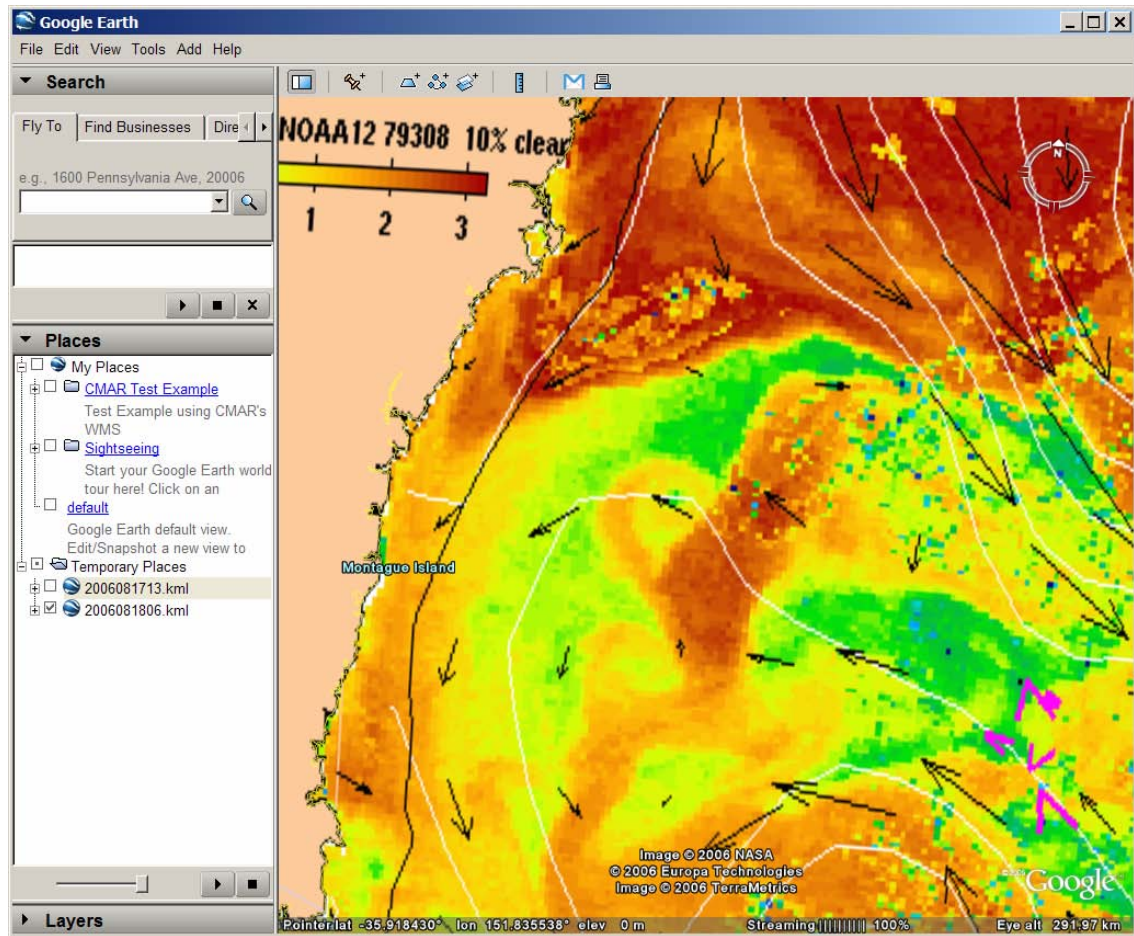 Google Earth
File Edit View Tools Add Help
Search
Fly To Find Businesses Dire
e.g., 1600 Pennsylvania Ave, 20006
Places
My Places
CMAR Test Example
Test Example using CMAR's
WMS
Sightseeing
Start your Google Earth world
tour here! Click on an
default
Google Earth default view.
Edit/Snapshot a new view to
Temporary Places
2006081713.kml
2006081806.kml
Layers
NOAA12 79308 10% clear
1 2 3
N
Montague Island
Image © 2006 NASA
© 2006 Europa Technologies
Image © 2006 TerraMetrics
Google
Pointer lat -35.918430° lon 151.835538° elev 0 m Streaming |||||||||| 100% Eye alt 291.97 km